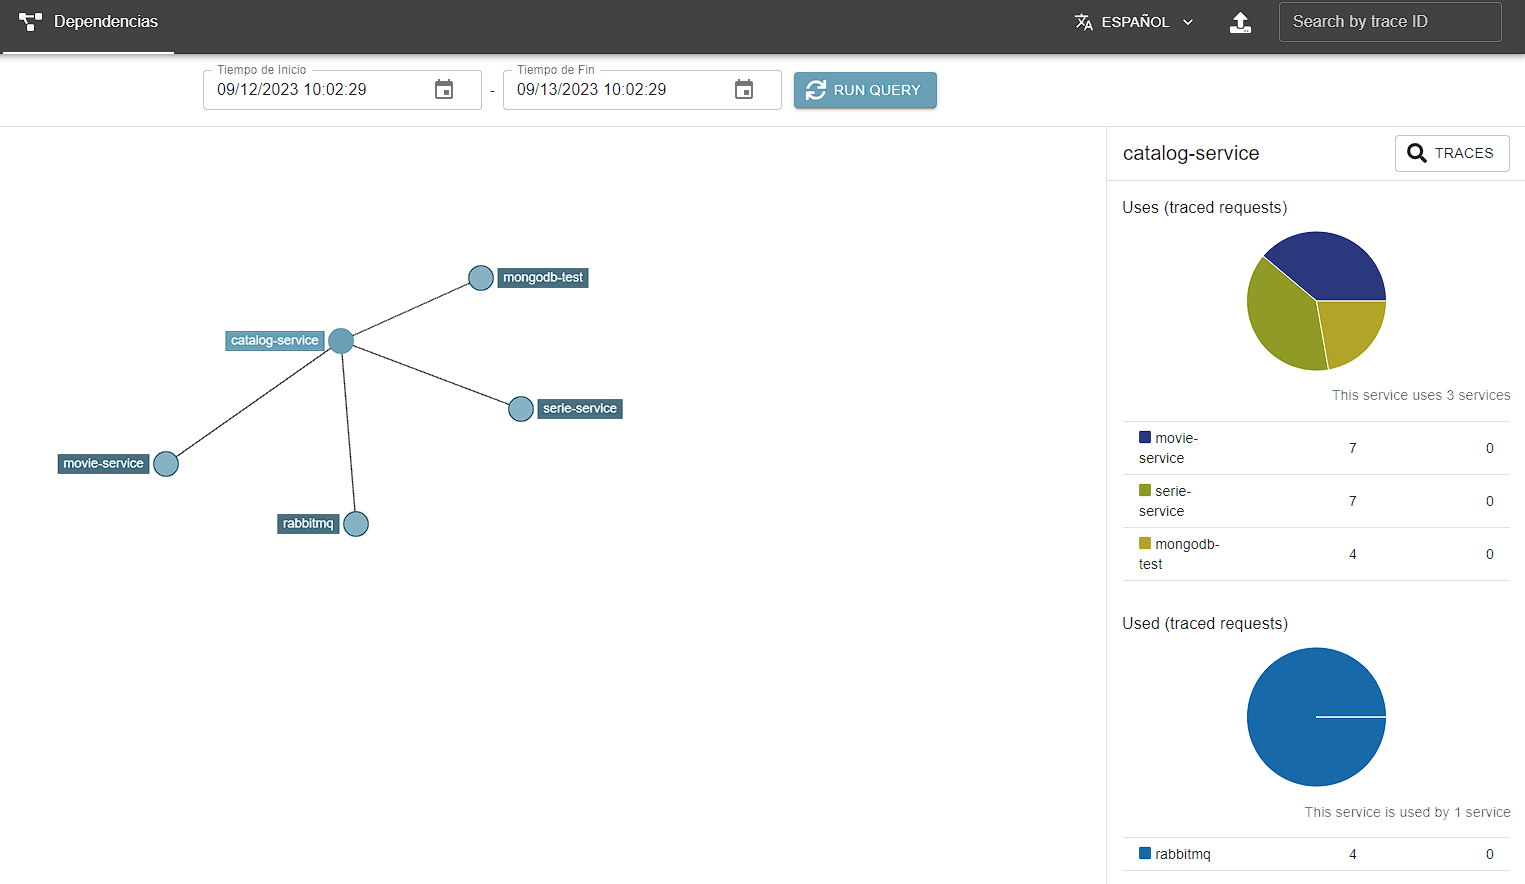 Dependencias
ESPAÑOL
Search by trace ID
Tiempo de Inicio
09/12/2023 10:02:29
-
Tiempo de Fin
09/13/2023 10:02:29
RUN QUERY
mongodb-test
catalog-service
serie-service
movie-service
rabbitmq
catalog-service
TRACES
Uses (traced requests)
This service uses 3 services
movie-
service 7 0
serie-
service 7 0
mongodb-
test 4 0
Used (traced requests)
This service is used by 1 service
rabbitmq 4 0